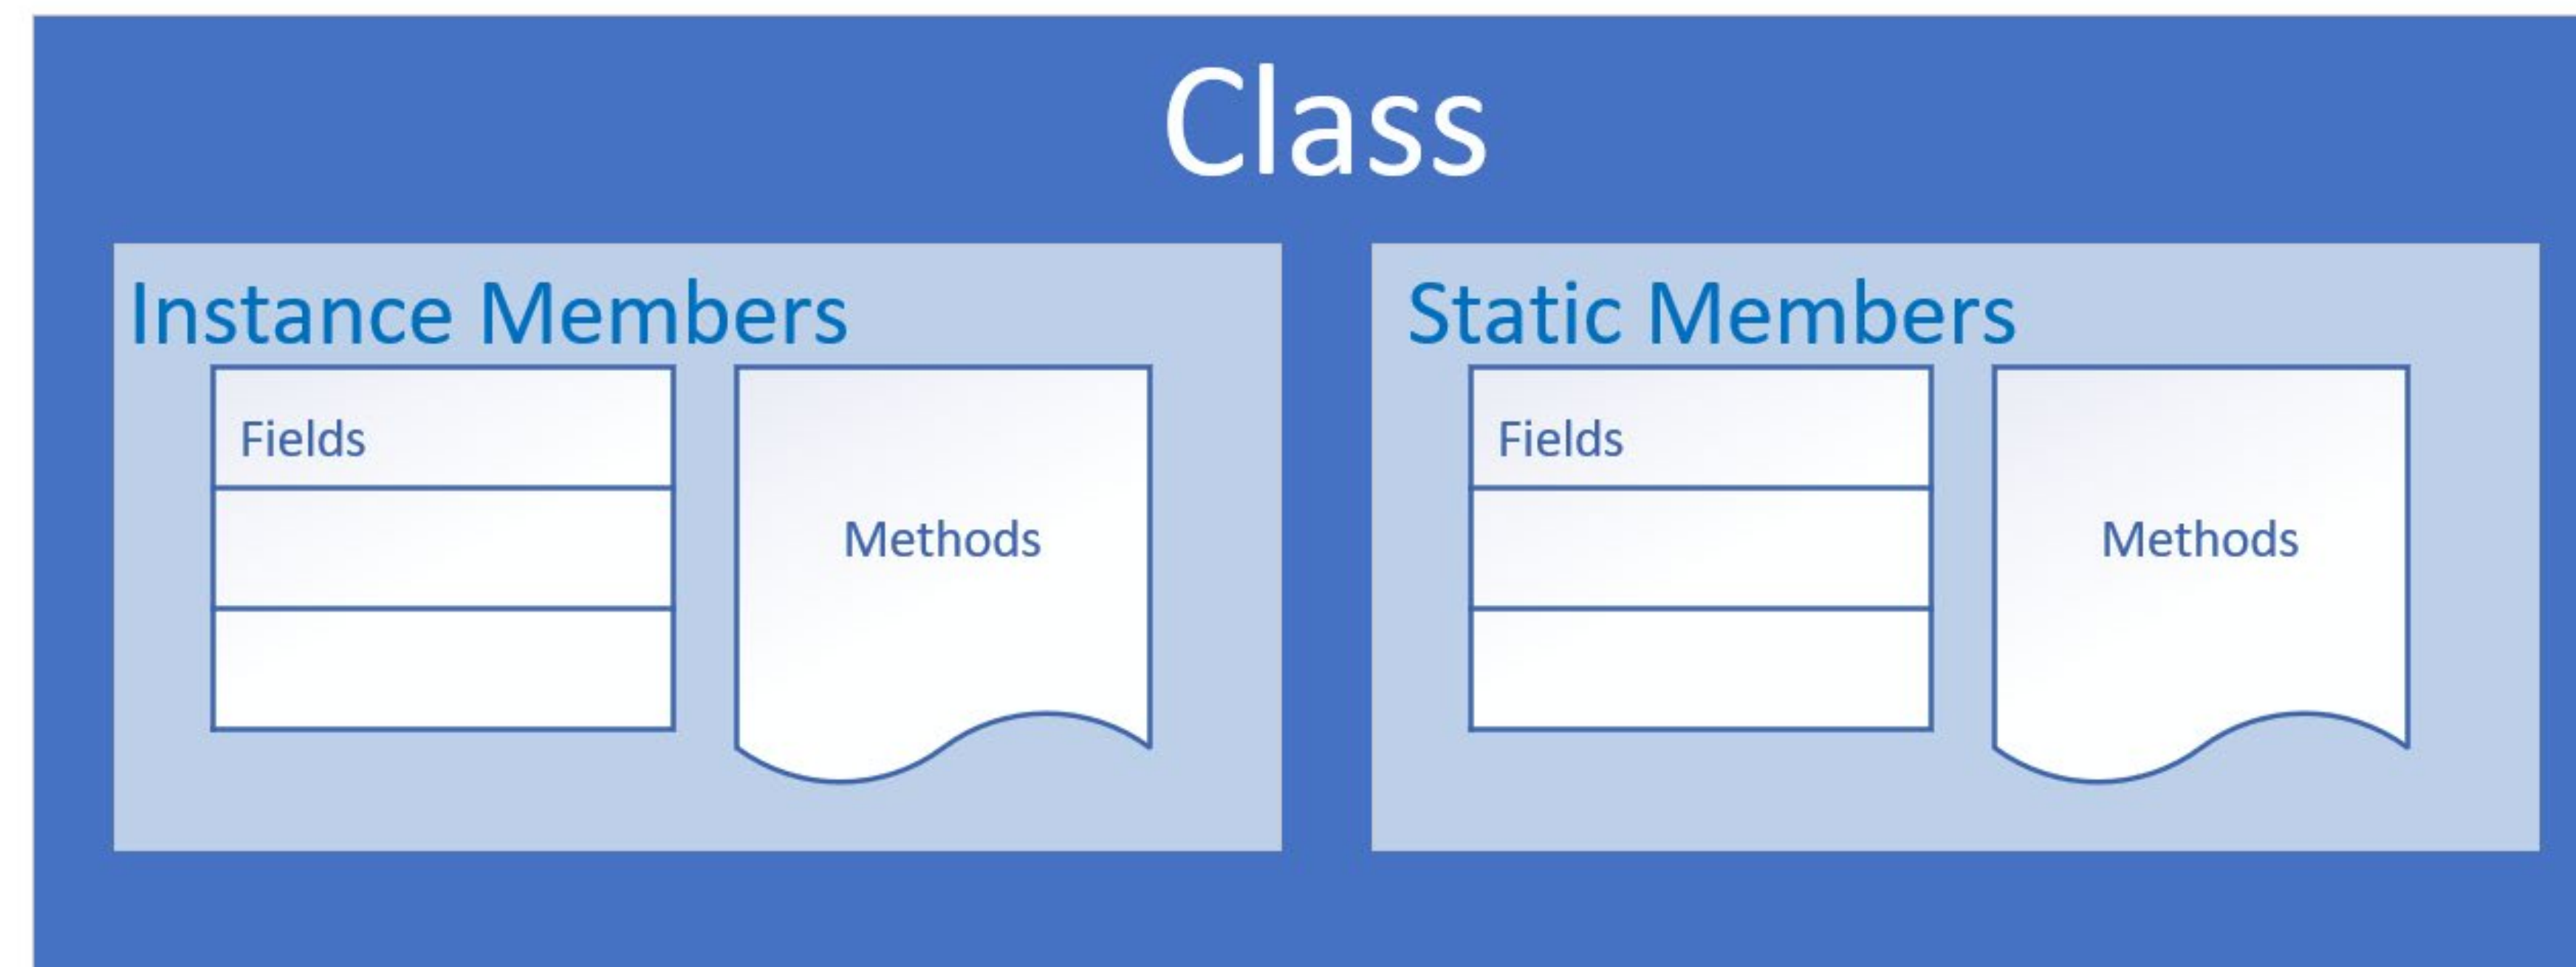 Class
Instance Members
Fields
Methods
Static Members
Fields
Methods